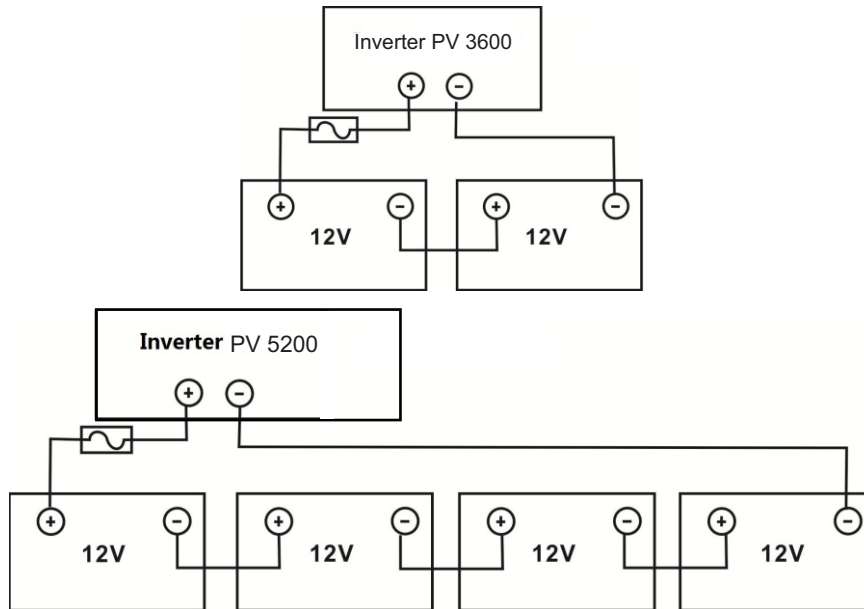 Inverter PV 3600
+ −
+ − + −
12V 12V
Inverter PV 5200
+ −
+ − + − + − + −
12V 12V 12V 12V